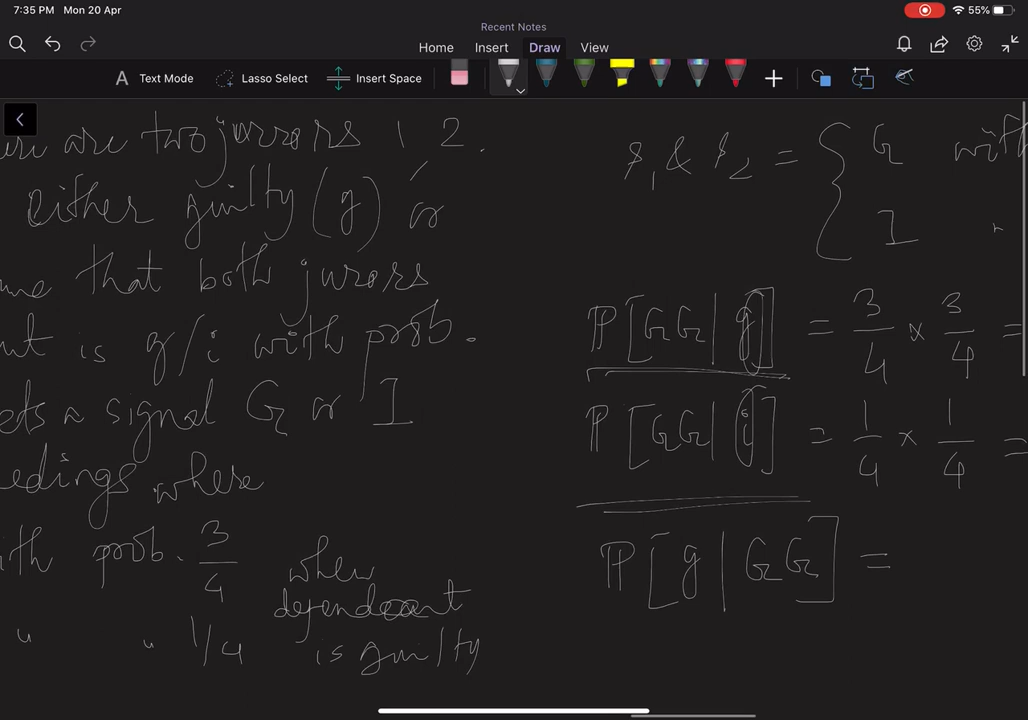 7:35 PM Mon 20 Apr
55%
Recent Notes
Home Insert Draw View
Text Mode Lasso Select Insert Space
are two jurrors 1 2.
either guilty (g) or
me that both jurors
nt is g/i with prob.
ets a signal G or I
edings where
ith prob. 3/4 when
dependent
" " 1/4 is guilty
s₁ & s₂ = { G with
I "
P[GG|g] = 3/4 × 3/4 =
P[GG|i] = 1/4 × 1/4 =
P[g|GG] =